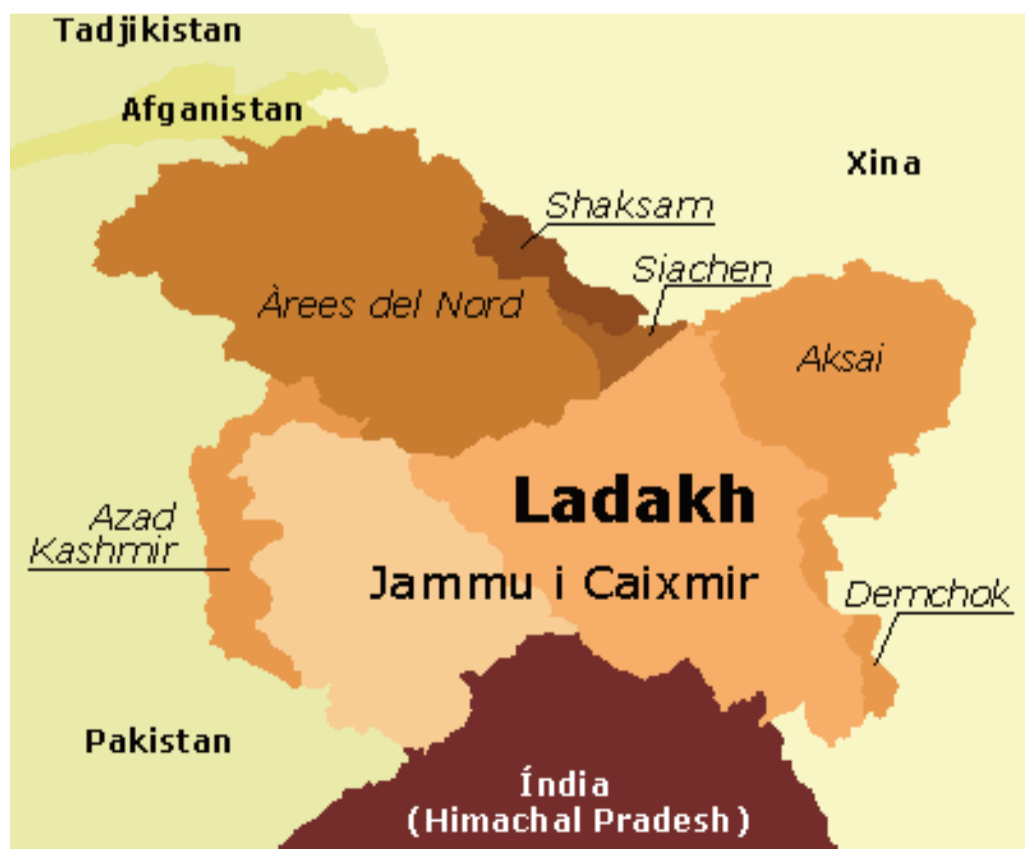 Tadjikistan
Afganistan
Xina
Shaksam
Siachen
Àrees del Nord
Aksai
Ladakh
Azad
Kashmir
Jammu i Caixmir
Demchok
Pakistan
Índia
(Himachal Pradesh)